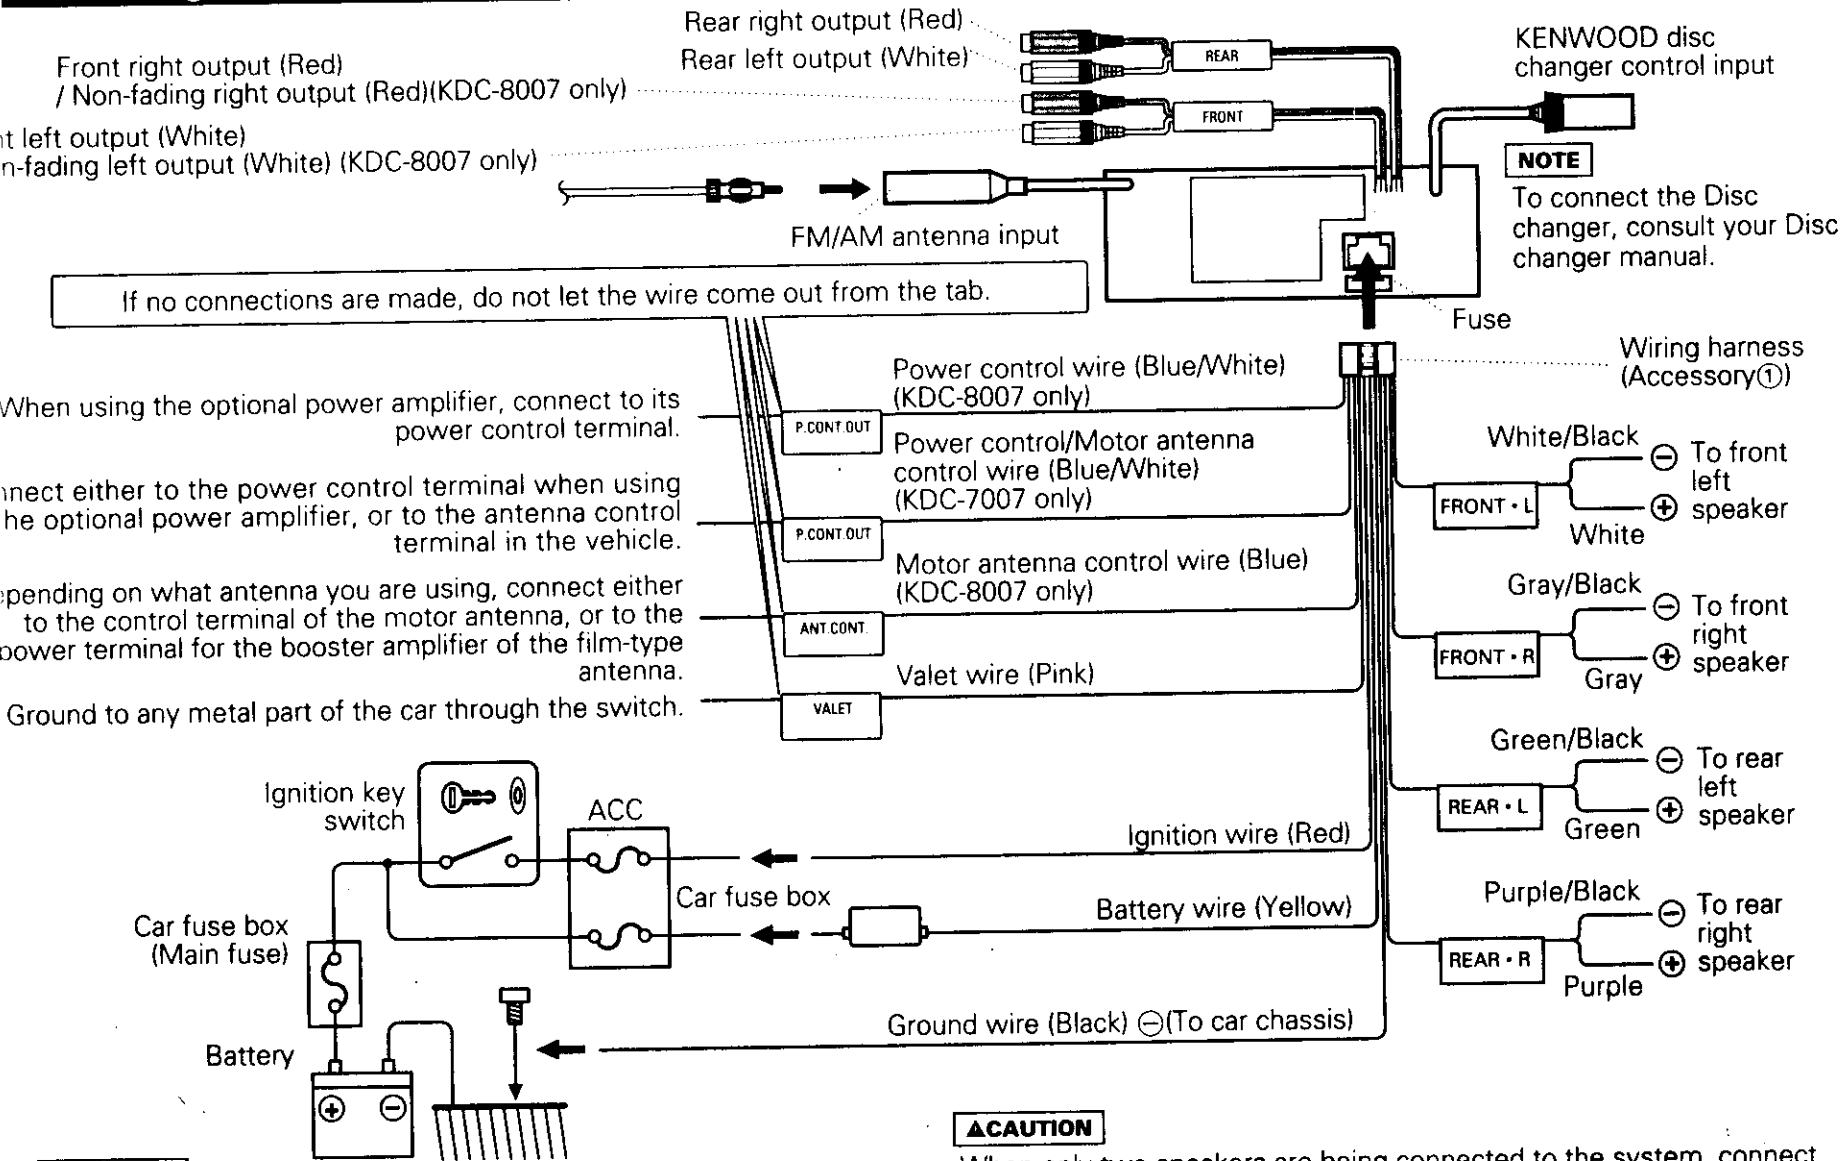 Rear right output (Red)
Rear left output (White)
Front right output (Red)
/ Non-fading right output (Red)(KDC-8007 only)
left output (White)
left output (White) (KDC-8007 only)
REAR
FRONT
KENWOOD disc
changer control input
NOTE
To connect the Disc
changer, consult your Disc
changer manual.
FM/AM antenna input
If no connections are made, do not let the wire come out from the tab.
Fuse
Wiring harness
(Accessory①)
When using the optional power amplifier, connect to its
power control terminal.
P.CONT.OUT
Power control wire (Blue/White)
(KDC-8007 only)
either to the power control terminal when using
he optional power amplifier, or to the antenna control
terminal in the vehicle.
P.CONT.OUT
Power control/Motor antenna
control wire (Blue/White)
(KDC-7007 only)
pending on what antenna you are using, connect either
to the control terminal of the motor antenna, or to the
power terminal for the booster amplifier of the film-type
antenna.
ANT.CONT.
Motor antenna control wire (Blue)
(KDC-8007 only)
Ground to any metal part of the car through the switch.
VALET
Valet wire (Pink)
White/Black
⊖ To front
left
⊕ speaker
FRONT • L
White
Gray/Black
⊖ To front
right
⊕ speaker
FRONT • R
Gray
Green/Black
⊖ To rear
left
⊕ speaker
REAR • L
Green
Purple/Black
⊖ To rear
right
⊕ speaker
REAR • R
Purple
Ignition key
switch
ACC
Ignition wire (Red)
Car fuse box
Battery wire (Yellow)
Car fuse box
(Main fuse)
Ground wire (Black) ⊖(To car chassis)
Battery
⊕ ⊖
▲CAUTION
When only two speakers are being connected to the system, connect